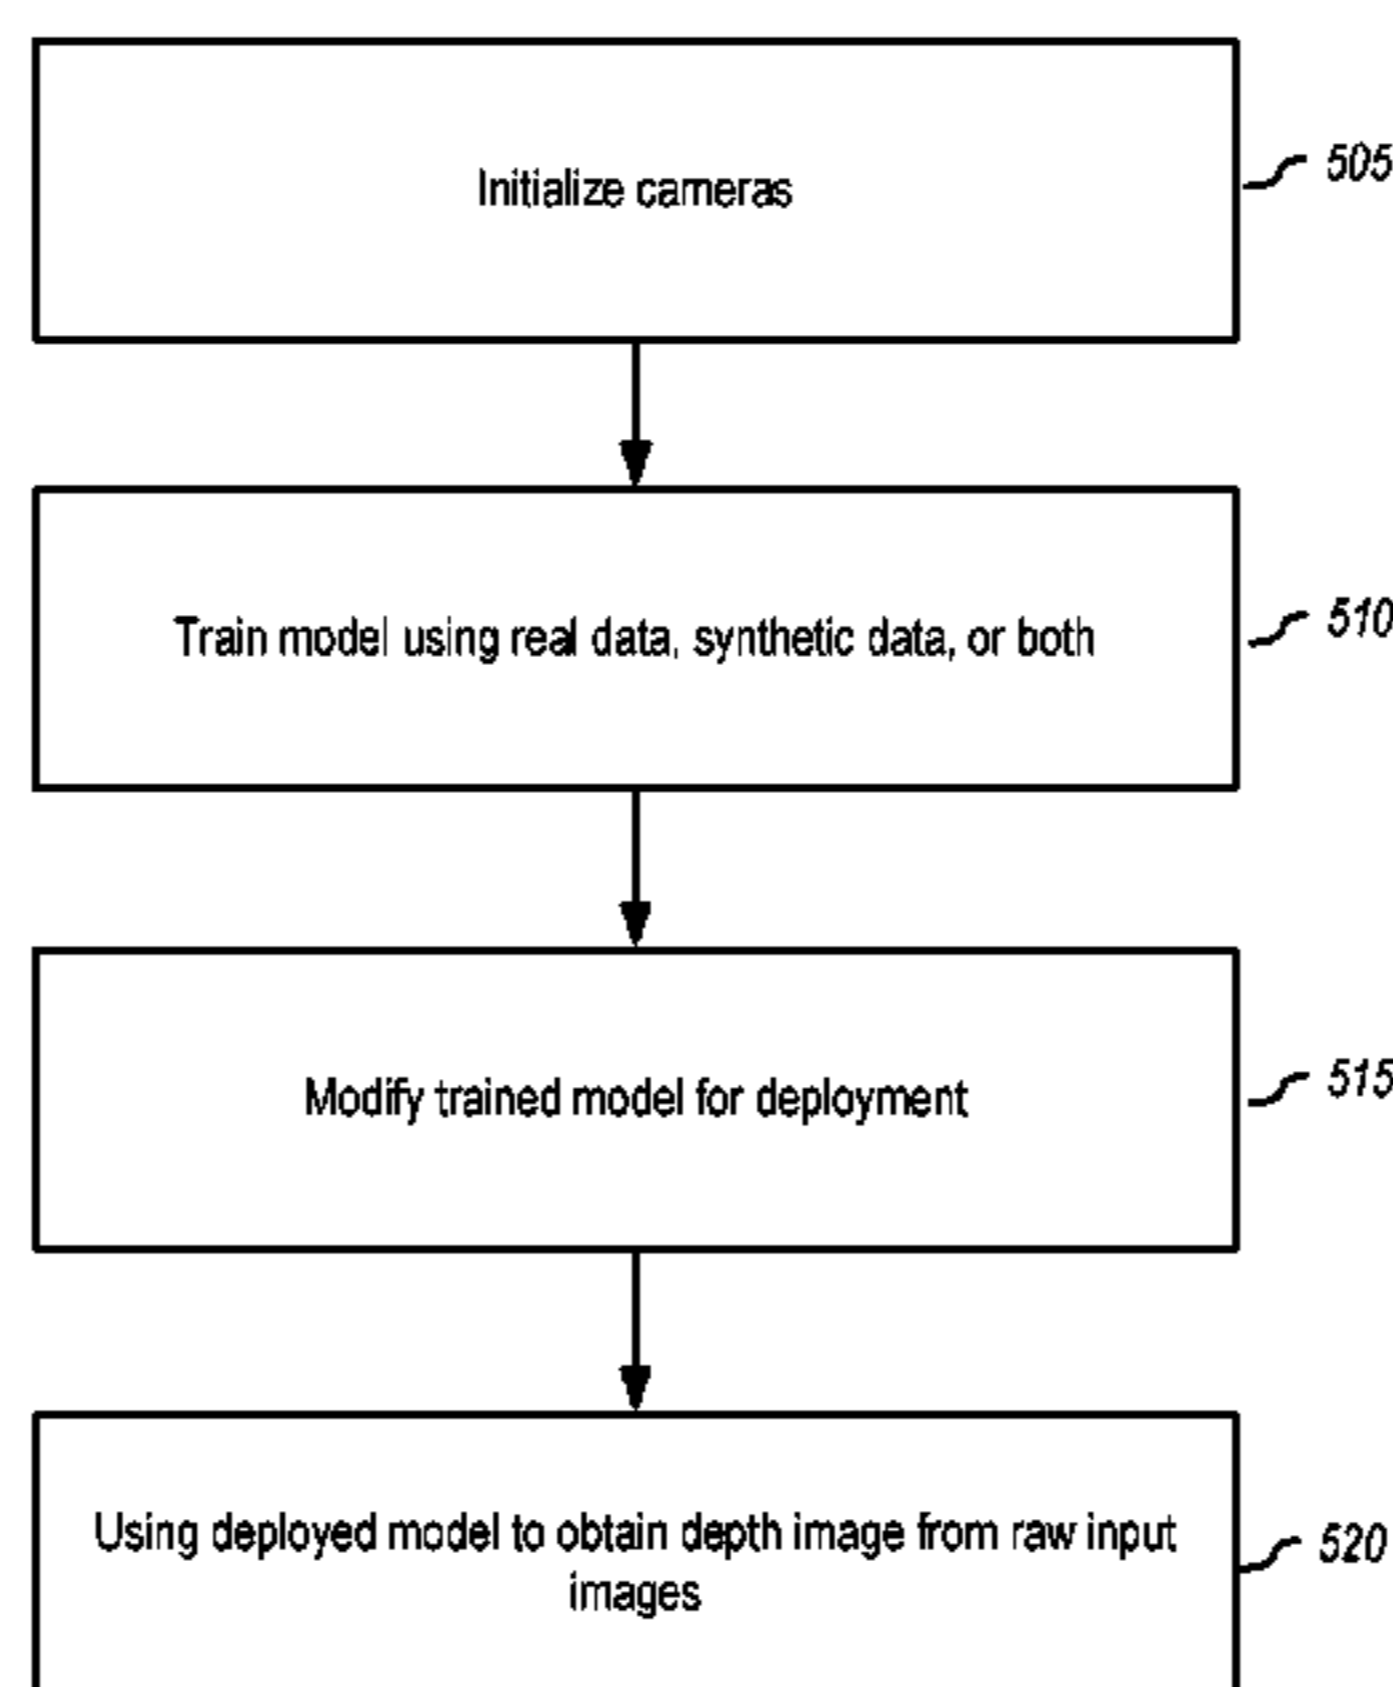 Initialize cameras
505
Train model using real data, synthetic data, or both
510
Modify trained model for deployment
515
Using deployed model to obtain depth image from raw input
images
520